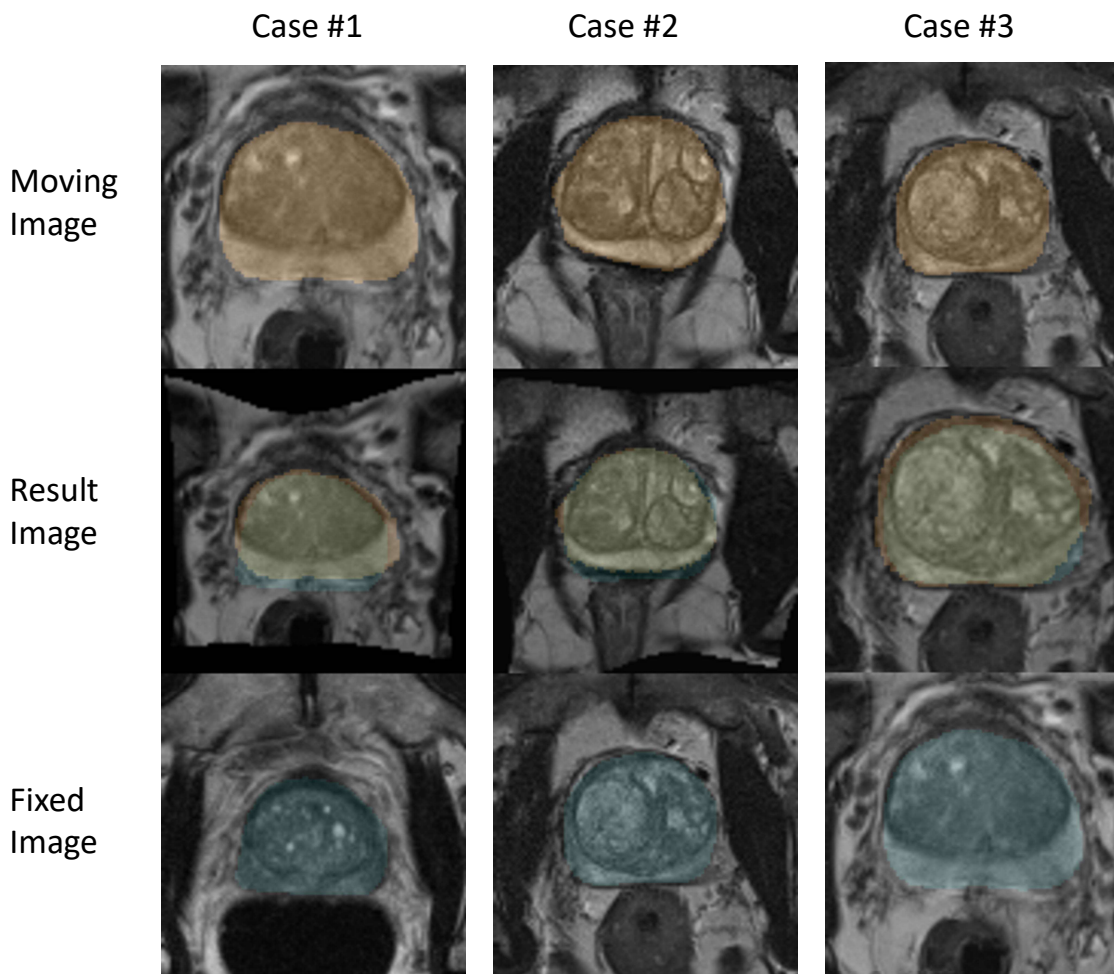 Case #1
Case #2
Case #3
Moving
Image
Result
Image
Fixed
Image